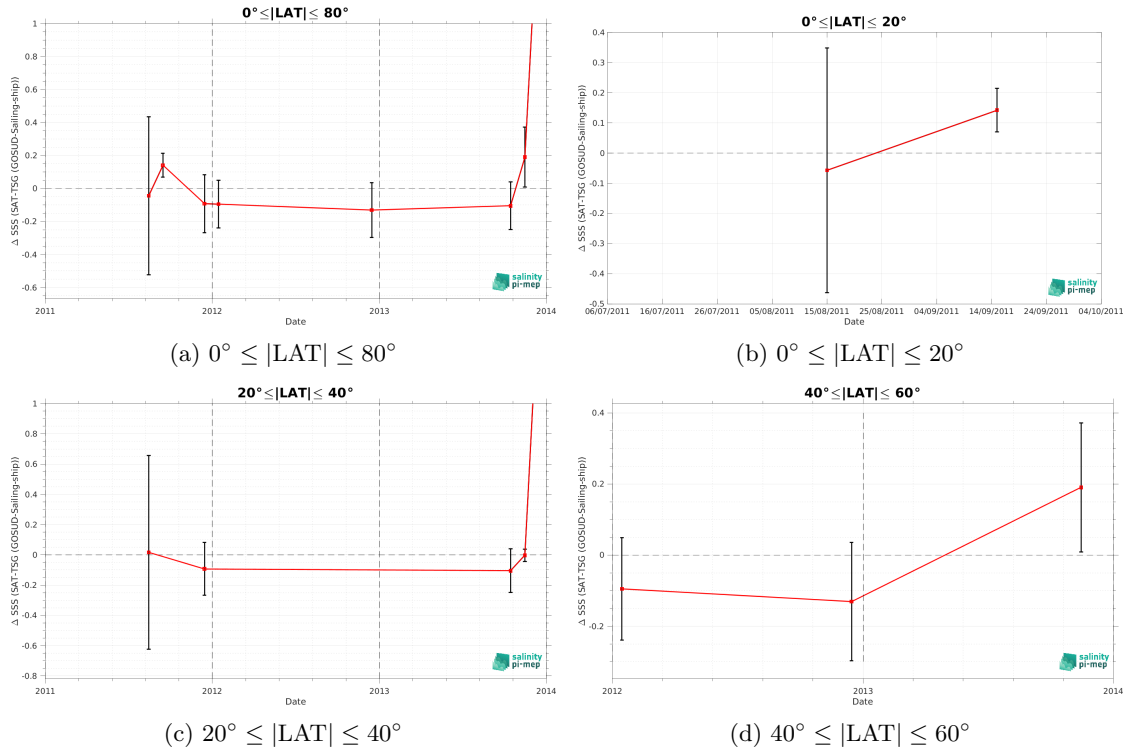 0°≤|LAT|≤ 80°
Δ SSS (SAT-TSG (GOSUD-Sailing-ship))
1
0.8
0.6
0.4
0.2
0
-0.2
-0.4
-0.6
2011
2012
2013
2014
Date
salinity
pi-mep
(a) 0° ≤ |LAT| ≤ 80°
0°≤|LAT|≤ 20°
Δ SSS (SAT-TSG (GOSUD-Sailing-ship))
0.4
0.3
0.2
0.1
0
-0.1
-0.2
-0.3
-0.4
-0.5
06/07/2011
16/07/2011
26/07/2011
05/08/2011
15/08/2011
25/08/2011
04/09/2011
14/09/2011
24/09/2011
04/10/2011
Date
salinity
pi-mep
(b) 0° ≤ |LAT| ≤ 20°
20°≤|LAT|≤ 40°
Δ SSS (SAT-TSG (GOSUD-Sailing-ship))
1
0.8
0.6
0.4
0.2
0
-0.2
-0.4
-0.6
-0.8
2011
2012
2013
2014
Date
salinity
pi-mep
(c) 20° ≤ |LAT| ≤ 40°
40°≤|LAT|≤ 60°
Δ SSS (SAT-TSG (GOSUD-Sailing-ship))
0.4
0.2
0
-0.2
2012
2013
2014
Date
salinity
pi-mep
(d) 40° ≤ |LAT| ≤ 60°